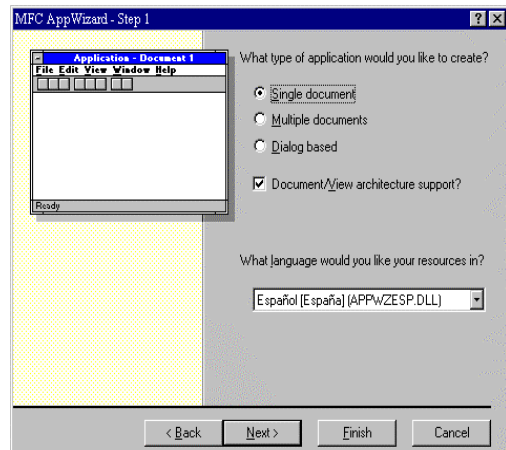 MFC AppWizard - Step 1
Application - Document 1
File Edit View Window Help
Ready
What type of application would you like to create?
Single document
Multiple documents
Dialog based
Document/View architecture support?
What language would you like your resources in?
Español [España] (APPWZESP.DLL)
< Back
Next >
Finish
Cancel